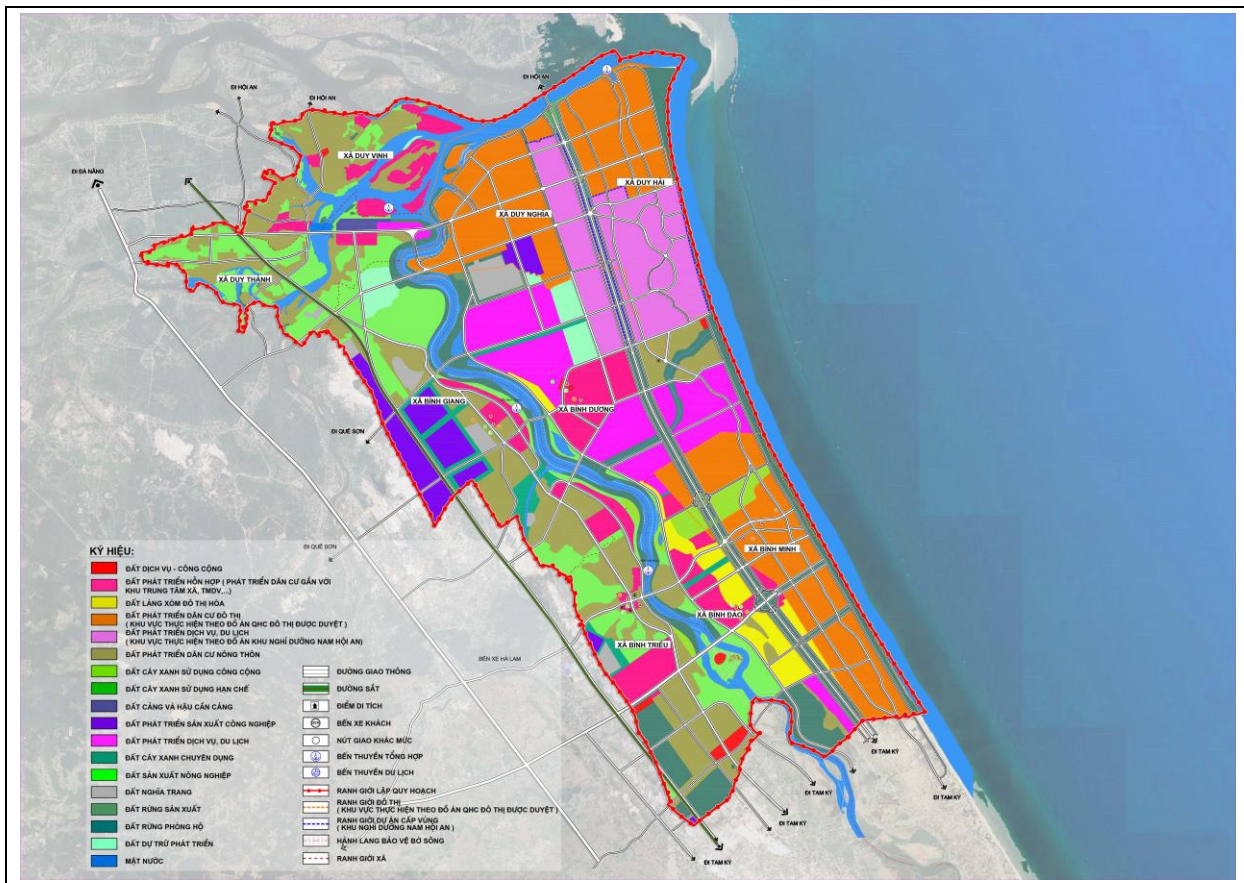 ĐI HỘI AN
ĐI HỘI AN
ĐI HỘI AN
ĐI ĐÀ NẴNG
XÃ DUY VINH
XÃ DUY HẢI
XÃ DUY NGHĨA
XÃ DUY THÀNH
XÃ BÌNH GIANG
XÃ BÌNH DƯƠNG
ĐI QUẾ SƠN
ĐI QUẾ SƠN
XÃ BÌNH MINH
XÃ BÌNH ĐÀO
XÃ BÌNH TRIỀU
BẾN XE HÀ LAM
ĐI TAM KỲ
ĐI TAM KỲ
ĐI TAM KỲ
ĐI TAM KỲ
ĐI TAM KỲ
KÝ HIỆU:
ĐẤT DỊCH VỤ - CÔNG CỘNG
ĐẤT PHÁT TRIỂN HỖN HỢP ( PHÁT TRIỂN DÂN CƯ GẮN VỚI
KHU TRUNG TÂM XÃ, TMDV,...)
ĐẤT LÀNG XÓM ĐÔ THỊ HÓA
ĐẤT PHÁT TRIỂN DÂN CƯ ĐÔ THỊ
( KHU VỰC THỰC HIỆN THEO ĐỒ ÁN QHC ĐÔ THỊ ĐƯỢC DUYỆT )
ĐẤT PHÁT TRIỂN DỊCH VỤ, DU LỊCH
( KHU VỰC THỰC HIỆN THEO ĐỒ ÁN KHU NGHỈ DƯỠNG NAM HỘI AN)
ĐẤT PHÁT TRIỂN DÂN CƯ NÔNG THÔN
ĐẤT CÂY XANH SỬ DỤNG CÔNG CỘNG
ĐẤT CÂY XANH SỬ DỤNG HẠN CHẾ
ĐẤT CẢNG VÀ HẬU CẦN CẢNG
ĐẤT PHÁT TRIỂN SẢN XUẤT CÔNG NGHIỆP
ĐẤT PHÁT TRIỂN DỊCH VỤ, DU LỊCH
ĐẤT CÂY XANH CHUYÊN DỤNG
ĐẤT SẢN XUẤT NÔNG NGHIỆP
ĐẤT NGHĨA TRANG
ĐẤT RỪNG SẢN XUẤT
ĐẤT RỪNG PHÒNG HỘ
ĐẤT DỰ TRỮ PHÁT TRIỂN
MẶT NƯỚC
ĐƯỜNG GIAO THÔNG
ĐƯỜNG SẮT
ĐIỂM DI TÍCH
BẾN XE KHÁCH
NÚT GIAO KHÁC MỨC
BẾN THUYỀN TỔNG HỢP
BẾN THUYỀN DU LỊCH
RANH GIỚI LẬP QUY HOẠCH
RANH GIỚI ĐÔ THỊ
( KHU VỰC THỰC HIỆN THEO ĐỒ ÁN QHC ĐÔ THỊ ĐƯỢC DUYỆT )
RANH GIỚI DỰ ÁN CẤP VÙNG
( KHU NGHỈ DƯỠNG NAM HỘI AN)
HÀNH LANG BẢO VỆ BỜ SÔNG
RANH GIỚI XÃ